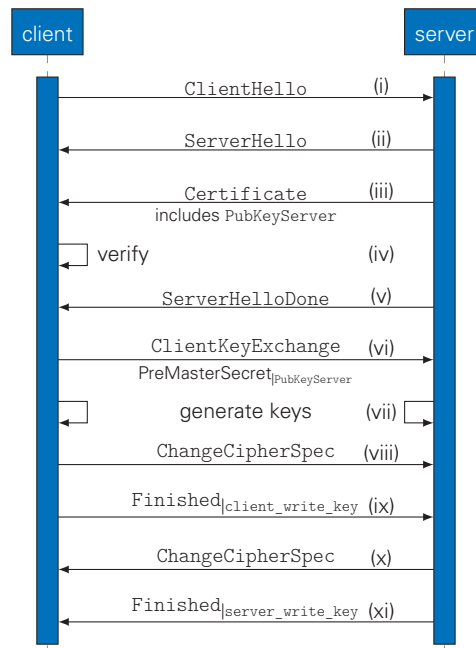 client server
ClientHello (i)
ServerHello (ii)
Certificate (iii)
includes PubKeyServer
verify (iv)
ServerHelloDone (v)
ClientKeyExchange (vi)
PreMasterSecret|PubKeyServer
generate keys (vii)
ChangeCipherSpec (viii)
Finished|client_write_key (ix)
ChangeCipherSpec (x)
Finished|server_write_key (xi)